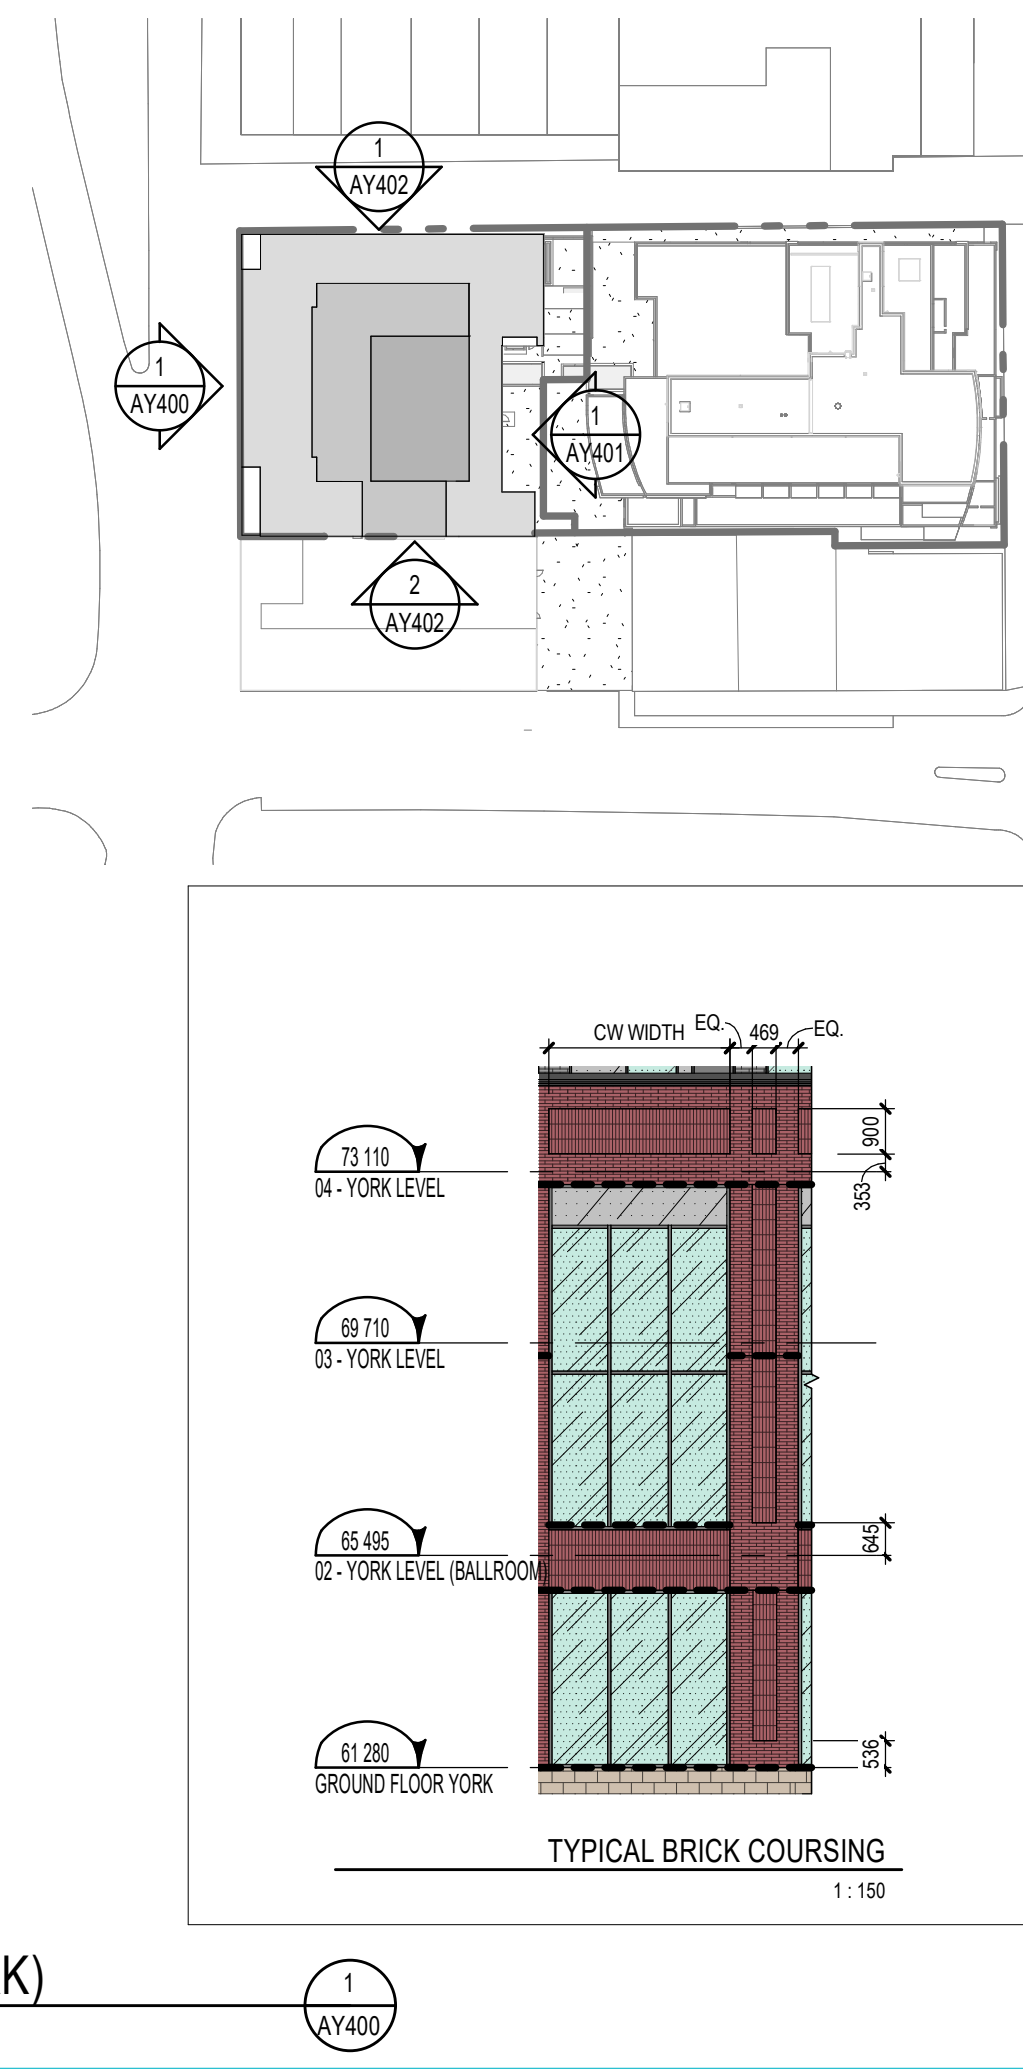 1
AY402
1
AY400
1
AY401
2
AY402
CW WIDTH
EQ.
469
EQ.
900
353
73 110
04 - YORK LEVEL
69 710
03 - YORK LEVEL
65 495
02 - YORK LEVEL (BALLROOM)
645
61 280
GROUND FLOOR YORK
536
TYPICAL BRICK COURSING
1 : 150
K)
1
AY400